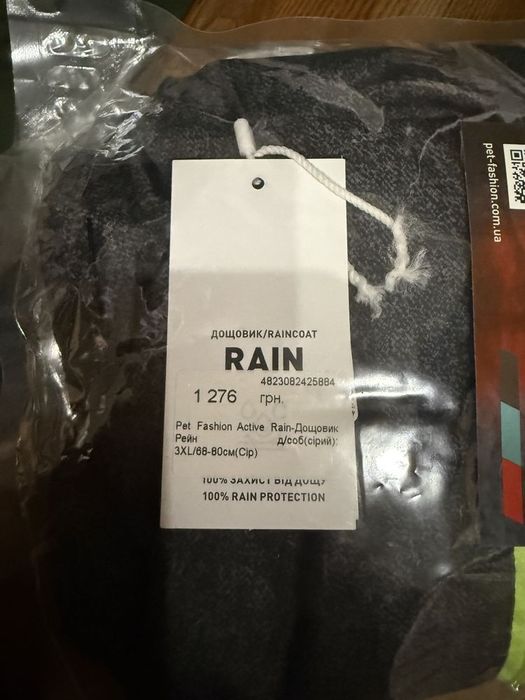 ДОЩОВИК/RAINCOAT
RAIN
4823082425884
1 276 грн.
Pet Fashion Active Rain-Дощовик
Рейн д/соб(сірий):
3XL/68-80см(Сір)
100% ЗАХИСТ ВІД ДОЩУ
100% RAIN PROTECTION
pet-fashion.com.ua